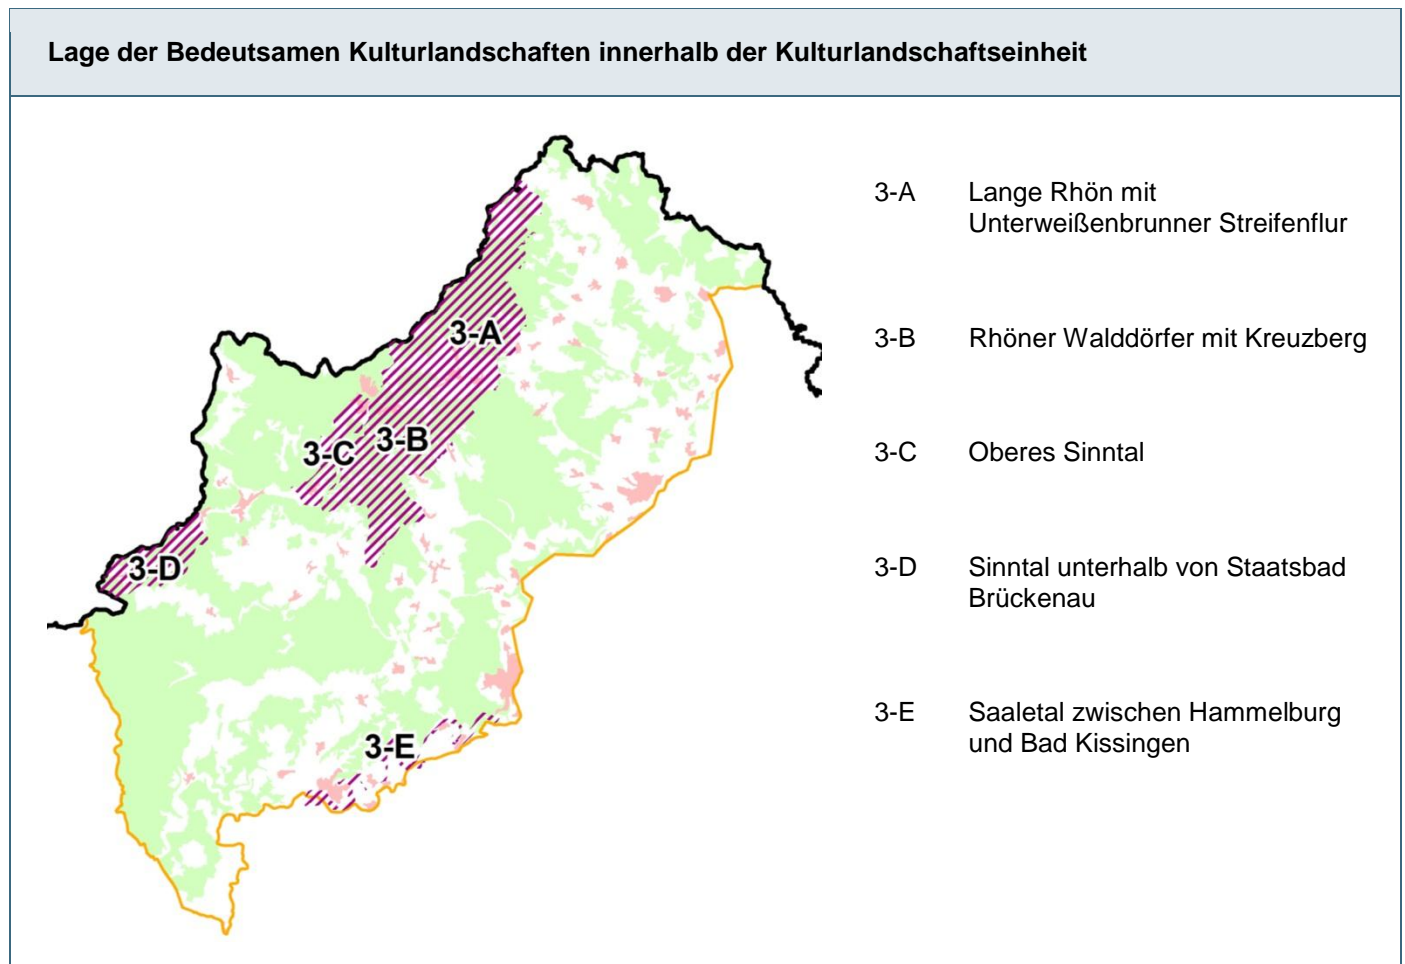 Lage der Bedeutsamen Kulturlandschaften innerhalb der Kulturlandschaftseinheit
3-A
3-B
3-C
3-D
3-E
3-A Lange Rhön mit
Unterweißenbrunner Streifenflur
3-B Rhöner Walddörfer mit Kreuzberg
3-C Oberes Sinntal
3-D Sinntal unterhalb von Staatsbad
Brückenau
3-E Saaletal zwischen Hammelburg
und Bad Kissingen